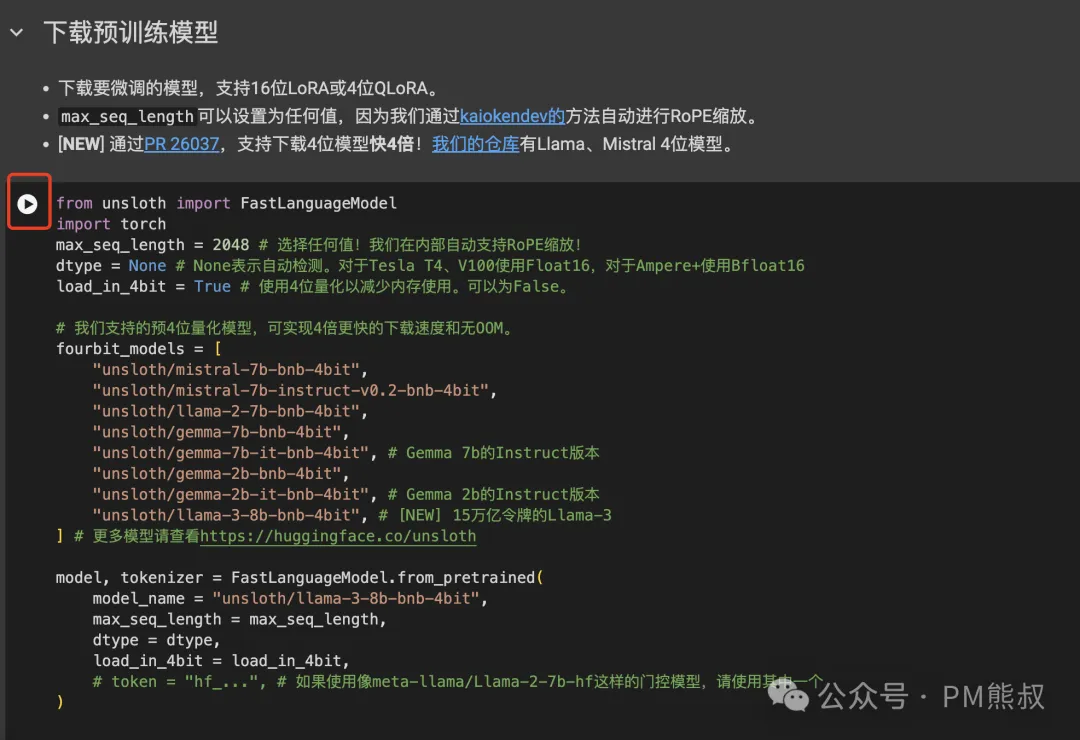 下载预训练模型
• 下载要微调的模型，支持16位LoRA或4位QLoRA。
• max_seq_length可以设置为任何值，因为我们通过kaiokendev的方法自动进行RoPE缩放。
• [NEW] 通过PR 26037，支持下载4位模型快4倍！我们的仓库有Llama、Mistral 4位模型。
from unsloth import FastLanguageModel
import torch
max_seq_length = 2048 # 选择任何值！我们在内部自动支持RoPE缩放！
dtype = None # None表示自动检测。对于Tesla T4、V100使用Float16，对于Ampere+使用Bfloat16
load_in_4bit = True # 使用4位量化以减少内存使用。可以为False。

# 我们支持的预4位量化模型，可实现4倍更快的下载速度和无OOM。
fourbit_models = [
    "unsloth/mistral-7b-bnb-4bit",
    "unsloth/mistral-7b-instruct-v0.2-bnb-4bit",
    "unsloth/llama-2-7b-bnb-4bit",
    "unsloth/gemma-7b-bnb-4bit",
    "unsloth/gemma-7b-it-bnb-4bit", # Gemma 7b的Instruct版本
    "unsloth/gemma-2b-bnb-4bit",
    "unsloth/gemma-2b-it-bnb-4bit", # Gemma 2b的Instruct版本
    "unsloth/llama-3-8b-bnb-4bit", # [NEW] 15万亿令牌的Llama-3
] # 更多模型请查看https://huggingface.co/unsloth

model, tokenizer = FastLanguageModel.from_pretrained(
    model_name = "unsloth/llama-3-8b-bnb-4bit",
    max_seq_length = max_seq_length,
    dtype = dtype,
    load_in_4bit = load_in_4bit,
    # token = "hf_...", # 如果使用像meta-llama/Llama-2-7b-hf这样的门控模型，请使用其中一个
)
公众号 · PM熊叔